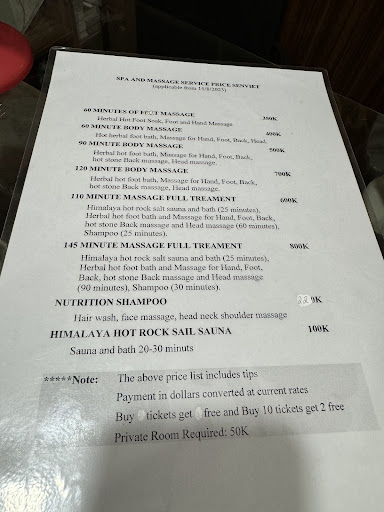 SPA AND MASSAGE SERVICE PRICE SENVIET
(applicable from 11/8/2023)
60 MINUTES OF FOOT MASSAGE 350K
Herbal Hot Foot Soak, Foot and Hand Massage
60 MINUTE BODY MASSAGE 400K
Hot herbal foot bath, Massage for Hand, Foot, Back, Head.
90 MINUTE BODY MASSAGE 500K
Herbal hot foot bath, Massage for Hand, Foot, Back,
hot stone Back massage, Head massage.
120 MINUTE BODY MASSAGE 700K
Herbal hot foot bath, Massage for Hand, Foot, Back,
hot stone Back massage, Head massage.
110 MINUTE MASSAGE FULL TREAMENT 600K
Himalaya hot rock salt sauna and bath (25 minutes),
Herbal hot foot bath and Massage for Hand, Foot,
Back, hot stone Back massage and Head massage (60 minutes),
Shampoo (25 minutes).
145 MINUTE MASSAGE FULL TREAMENT 800K
Himalaya hot rock salt sauna and bath (25 minutes),
Herbal hot foot bath and Massage for Hand, Foot,
Back, hot stone Back massage and Head massage
(90 minutes), Shampoo (30 minutes).
NUTRITION SHAMPOO 220K
Hair wash, face massage, head neck shoulder massage
HIMALAYA HOT ROCK SAIL SAUNA 100K
Sauna and bath 20-30 minuts
*****Note: The above price list includes tips
Payment in dollars converted at current rates
Buy tickets get free and Buy 10 tickets get 2 free
Private Room Required: 50K